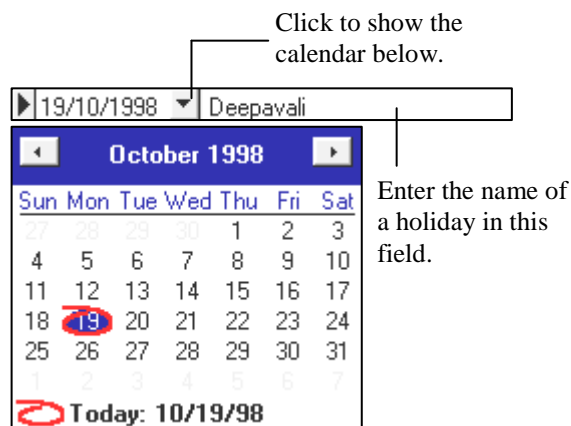 Click to show the
calendar below.
19/10/1998 Deepavali
October 1998
Sun Mon Tue Wed Thu Fri Sat
27 28 29 30 1 2 3
4 5 6 7 8 9 10
11 12 13 14 15 16 17
18 19 20 21 22 23 24
25 26 27 28 29 30 31
1 2 3 4 5 6 7
Today: 10/19/98
Enter the name of
a holiday in this
field.